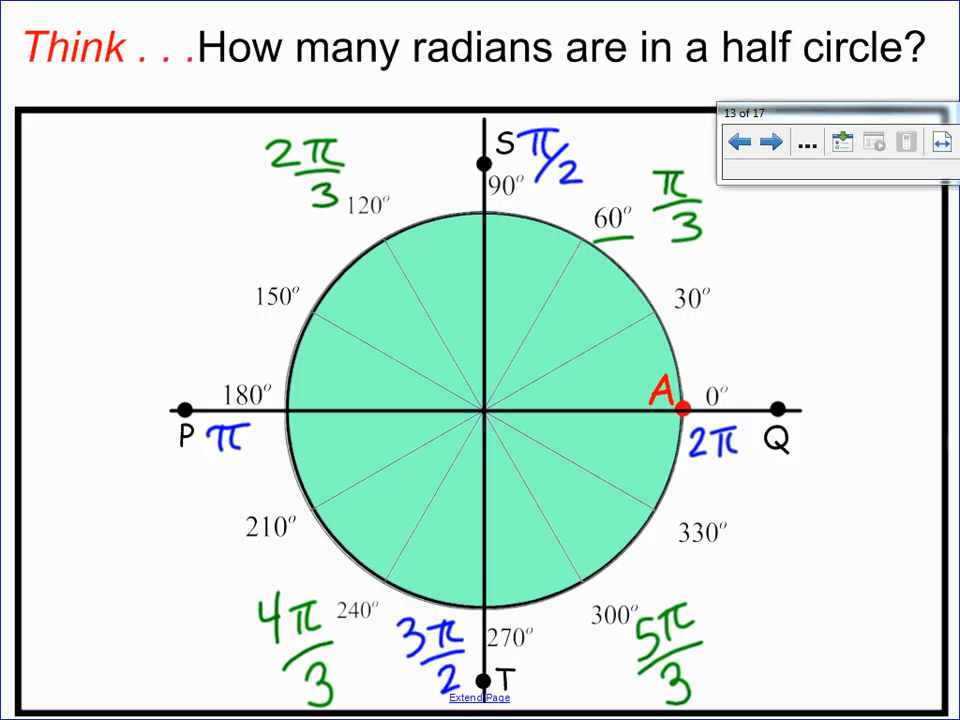 Think . . .How many radians are in a half circle?
13 of 17
S π/2
2π/3
120°
90°
60°
π/3
150°
30°
180°
A
0°
P π
2π
Q
210°
330°
4π/3
240°
3π/2
270°
300°
5π/3
T
Extend Page